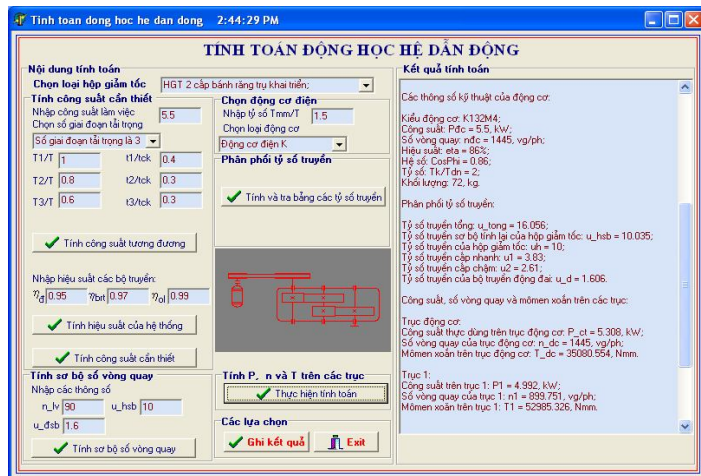 Tinh toan dong hoc he dan dong 2:44:29 PM
TÍNH TOÁN ĐỘNG HỌC HỆ DẪN ĐỘNG
Nội dung tính toán
Chọn loại hộp giảm tốc HGT 2 cấp bánh răng trụ khai triển;
Tính công suất cần thiết
Nhập công suất làm việc 5.5
Chọn số giai đoạn tải trọng
Số giai đoạn tải trọng là 3
T1/T 1 t1/tck 0.4
T2/T 0.8 t2/tck 0.3
T3/T 0.6 t3/tck 0.3
Tính công suất tương đương
Nhập hiệu suất các bộ truyền:
ηđ 0.95 ηbrt 0.97 ηol 0.99
Tính hiệu suất của hệ thống
Tính công suất cần thiết
Tính sơ bộ số vòng quay
Nhập các thông số
n_lv 90 u_hsb 10
u_đsb 1.6
Tính sơ bộ số vòng quay
Chọn động cơ điện
Nhập tỷ số Tmm/T 1.5
Chọn loại động cơ
Động cơ điện K
Phân phối tỷ số truyền
Tính và tra bảng các tỷ số truyền
Tính P, n và T trên các trục
Thực hiện tính toán
Các lựa chọn
Ghi kết quả Exit
Kết quả tính toán
Các thông số kỹ thuật của động cơ:
Kiểu động cơ: K132M4;
Công suất: Pđc = 5.5, kW;
Số vòng quay: nđc = 1445, vg/ph;
Hiệu suất: eta = 86%;
Hệ số: CosPhi = 0.86;
Tỷ số: Tk/Tdn = 2;
Khối lượng: 72, kg.
Phân phối tỷ số truyền:
Tỷ số truyền tổng: u_tong = 16.056;
Tỷ số truyền sơ bộ tính lại của hộp giảm tốc: u_hsb = 10.035;
Tỷ số truyền của hộp giảm tốc: uh = 10;
Tỷ số truyền cấp nhanh: u1 = 3.83;
Tỷ số truyền cấp chậm: u2 = 2.61;
Tỷ số truyền của bộ truyền động đai: u_d = 1.606.
Công suất, số vòng quay và mômen xoắn trên các trục:
Trục động cơ:
Công suất thực dùng trên trục động cơ: P_ct = 5.308, kW;
Số vòng quay của trục động cơ: n_dc = 1445, vg/ph;
Mômen xoắn trên trục động cơ: T_dc = 35080.554, Nmm.
Trục 1:
Công suất trên trục 1: P1 = 4.992, kW;
Số vòng quay của trục 1: n1 = 899.751, vg/ph;
Mômen xoắn trên trục 1: T1 = 52985.326, Nmm.